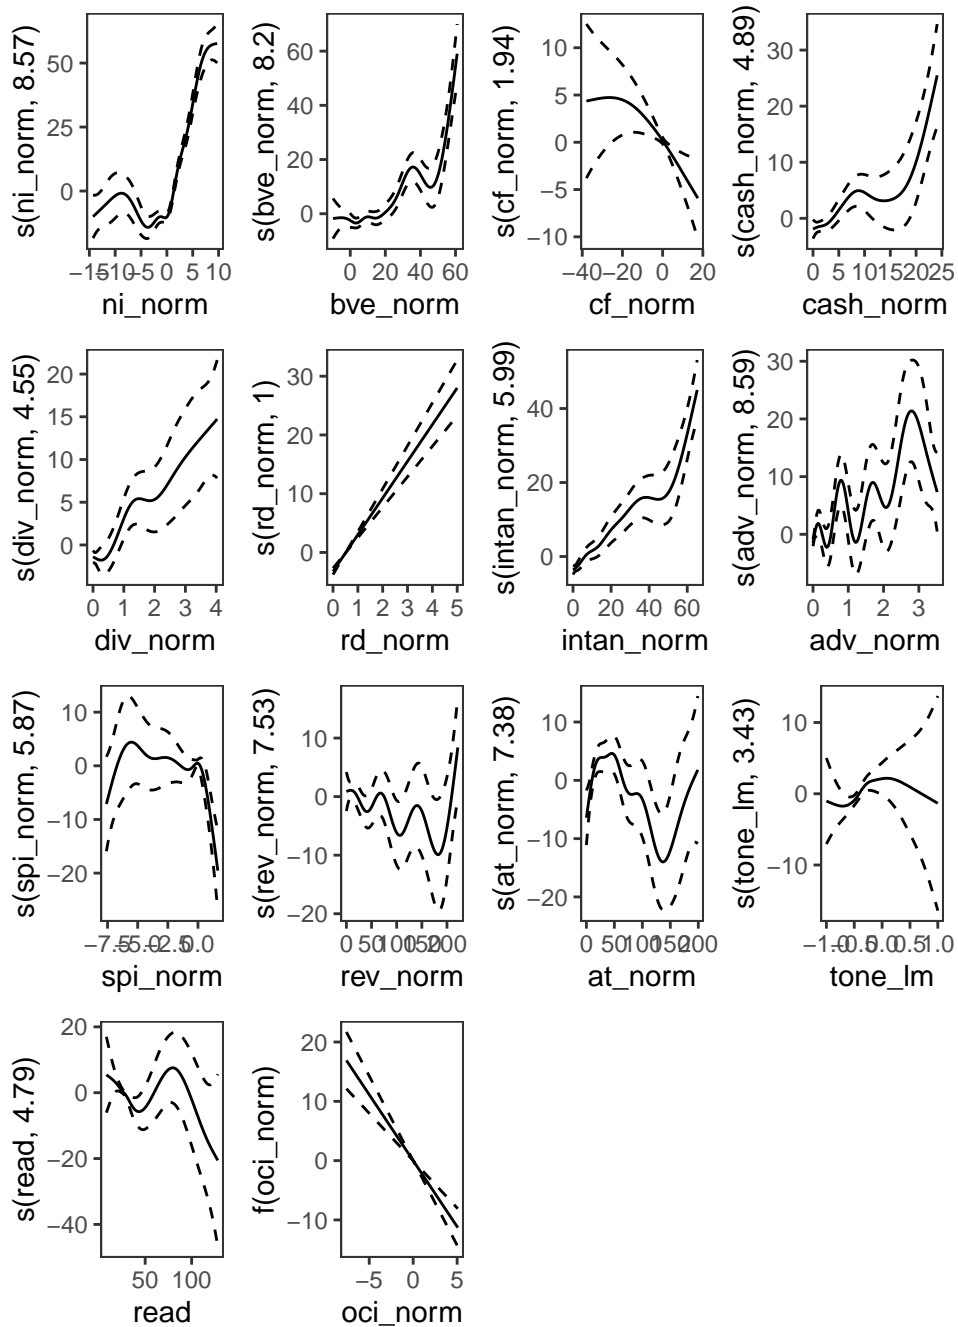 s(ni_norm, 8.57)
50
25
0
−15 −10 −5 0 5 10
ni_norm
s(bve_norm, 8.2)
60
40
20
0
0 20 40 60
bve_norm
s(cf_norm, 1.94)
10
5
0
−5
−10
−40 −20 0 20
cf_norm
s(cash_norm, 4.89)
30
20
10
0
0 5 10 15 20 25
cash_norm
s(div_norm, 4.55)
20
15
10
5
0
0 1 2 3 4
div_norm
s(rd_norm, 1)
30
20
10
0
0 1 2 3 4 5
rd_norm
s(intan_norm, 5.99)
40
20
0
0 20 40 60
intan_norm
s(adv_norm, 8.59)
30
20
10
0
0 1 2 3
adv_norm
s(spi_norm, 5.87)
10
0
−10
−20
−7.5 −5.0 −2.5 0.0
spi_norm
s(rev_norm, 7.53)
10
0
−10
−20
0 50 100 150 200
rev_norm
s(at_norm, 7.38)
10
0
−10
−20
0 50 100 150 200
at_norm
s(tone_lm, 3.43)
10
0
−10
−1.0 −0.5 0.0 0.5 1.0
tone_lm
s(read, 4.79)
20
0
−20
−40
50 100
read
f(oci_norm)
20
10
0
−10
−5 0 5
oci_norm